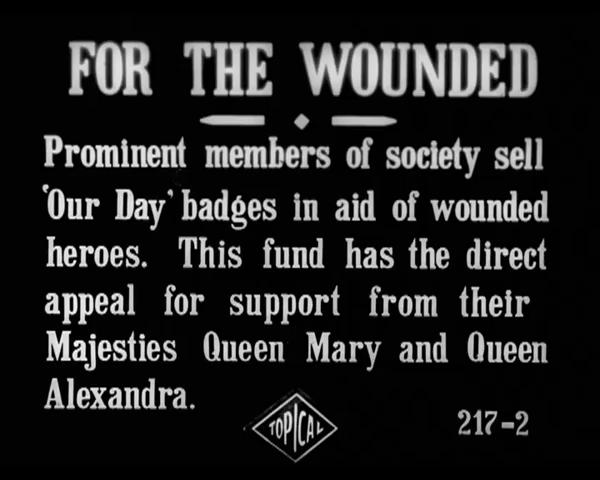 FOR THE WOUNDED
Prominent members of society sell
'Our Day' badges in aid of wounded
heroes. This fund has the direct
appeal for support from their
Majesties Queen Mary and Queen
Alexandra.
TOPICAL
217-2